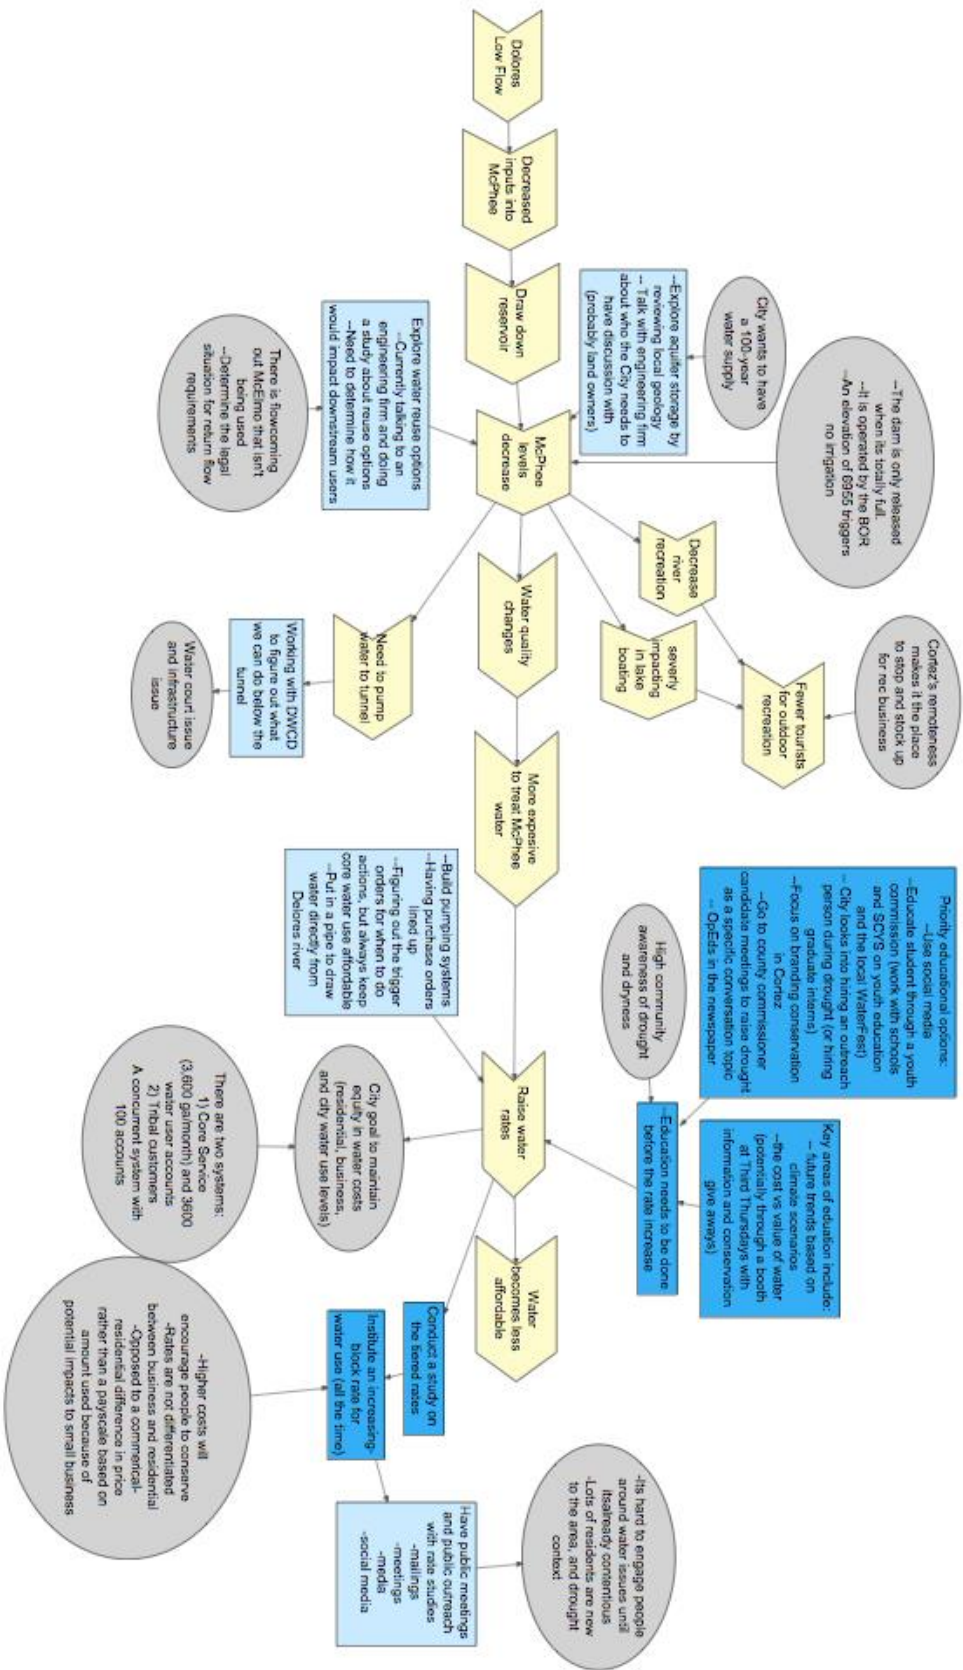 Dolores
Low Flow
Decreased
inputs into
McPhee
Draw down
reservoir
McPhee
levels
decrease
--The dam is only released
when its totally full.
--It is operated by the BOR
--An elevation of 6955 triggers
no irrigation
City wants to have
a 100-year
water supply
--Explore aquifer storage by
reviewing local geology
-- Talk with engineering firm
about who the City needs to
have discussion with
(probably land owners)
Explore water reuse options
--Currently talking to an
engineering firm and doing
a study about reuse options
--Need to determine how it
would impact downstream users
There is flowcoming
out McElmo that isn't
being used
--Determine the legal
situation for return flow
requirements
Decrease
river
recreation
severly
impacting
in lake
boating
Cortez's remoteness
makes it the place
to stop and stock up
for rec business
Fewer tourists
for outdoor
recreation
Water quality
changes
Need to pump
water to tunnel
Working with DWCD
to figure out what
we can do below the
tunnel
Water court issue
and infrastructure
issue
More expesive
to treat McPhee
water
Priority educational options:
--Use social media
--Educate student through a youth
commission (work with schools
and SCYS on youth education
and the local WaterFest)
-- City looks into hiring an outreach
person during drought (or hiring
graduate interns)
--Focus on branding conservation
in Cortez
--Go to county commissioner
candidate meetings to raise drought
as a specific conversation topic
-- OpEds in the newspaper
High community
awareness of drought
and dryness
Key areas of eduation include:
-- future trends based on
climate scenarios
--the cost vs value of water
(potentially through a booth
at Third Thursdays with
information and conservation
give aways)
--Education needs to be done
before the rate increase
--Build pumping systems
--Having purchase orders
lined up
--Figuring out the trigger
orders for when to do
actions, but always keep
core water use affordable
--Put in a pipe to draw
water directly from
Delores river
Raise water
rates
City goal to maintain
equity in water costs
(residential, business,
and city water use levels)
There are two systems:
1) Core Service
(3,600 ga/month) and 3600
water user accounts
2) Tribal customers
A concurrent system with
100 accounts
Water
becomes less
affordable
Conduct a study on
the tiered rates
Institute an increasing-
block rate for
water use (all the time)
-Higher costs will
encourage people to conserve
-Rates are not differentiated
between business and residential
-Opposed to a commerical-
residential difference in price
rather than a payscale based on
amount used because of
potential impacts to small business
Have public meetings
and public outreach
with rate studies
-mailings
-meetings
-media
-social media
-Its hard to engage people
around water issues until
itsalready contentious
-Lots of residents are new
to the area, and drought
context